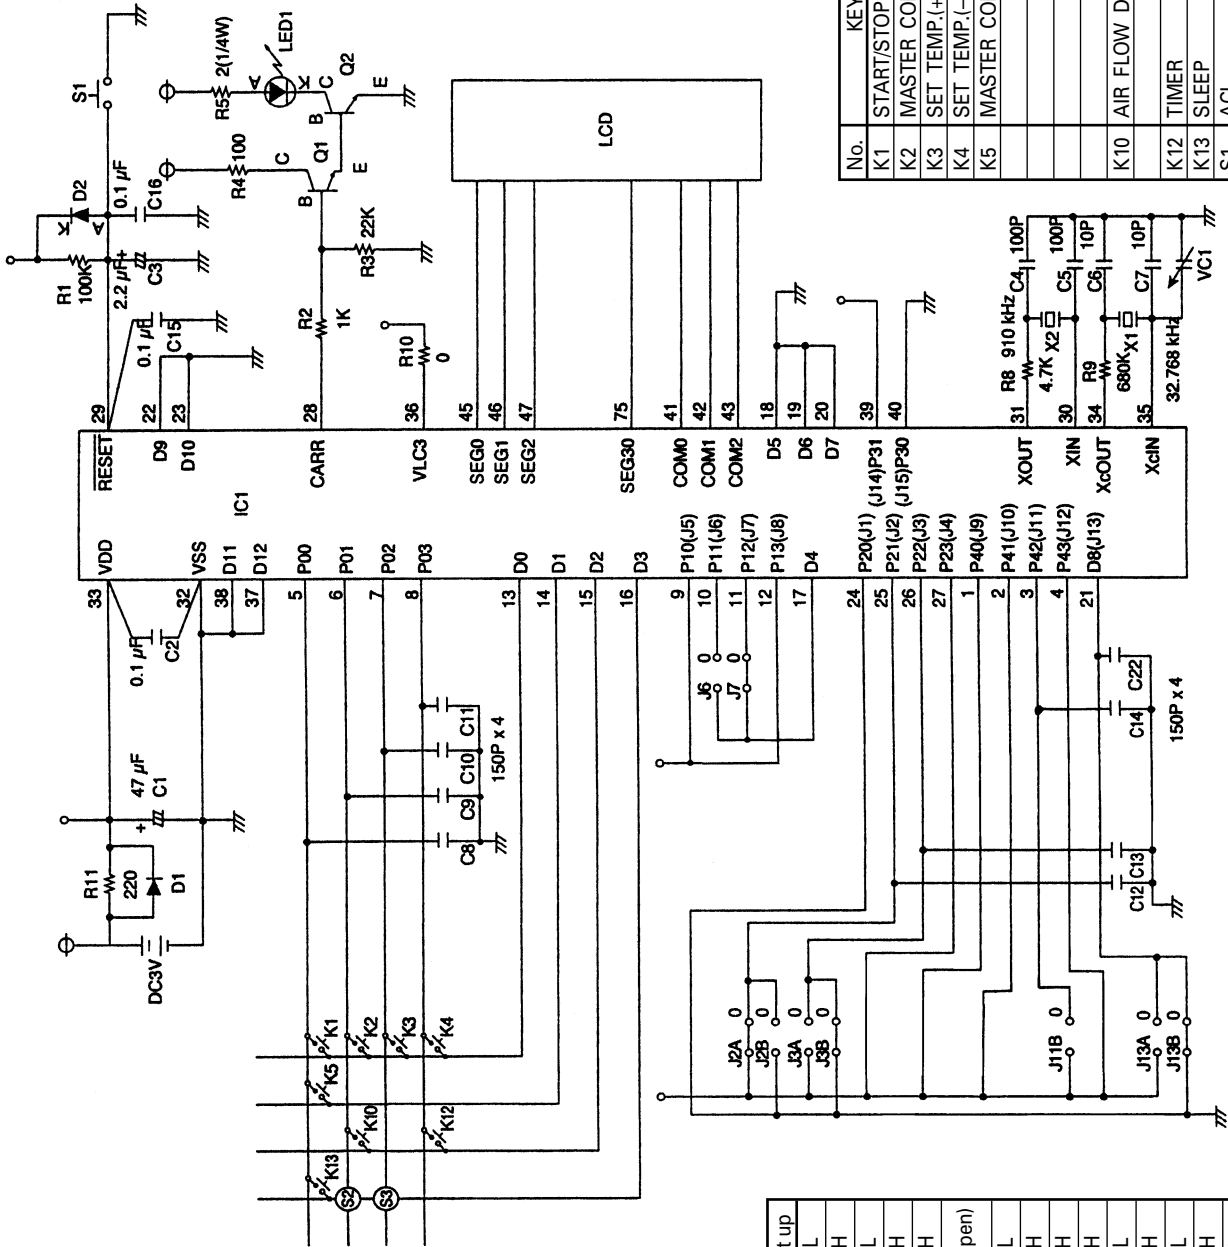 S1
R5 2(1/4W)
LED1
A
K
C
Q2
B
E
R4 100
C
Q1
B
E
D2
K
A
0.1 µF
C16
R1
100K
2.2 µF
+
C3
0.1 µF
C15
R2
1K
R3 22K
R10
0
LCD
29
22
23
28
36
45
46
47
75
41
42
43
18
19
20
39
40
31
30
34
35
RESET
D9
D10
CARR
VLC3
SEG0
SEG1
SEG2
SEG30
COM0
COM1
COM2
D5
D6
D7
(J14)P31
(J15)P30
XOUT
XIN
XcOUT
XcIN
IC1
VDD
VSS
D11
D12
P00
P01
P02
P03
D0
D1
D2
D3
P10(J5)
P11(J6)
P12(J7)
P13(J8)
D4
P20(J1)
P21(J2)
P22(J3)
P23(J4)
P40(J9)
P41(J10)
P42(J11)
P43(J12)
D8(J13)
33
32
38
37
5
6
7
8
13
14
15
16
9
10
11
12
17
24
25
26
27
1
2
3
4
21
R8 910 kHz
4.7K
X2
C4 100P
C5 100P
R9
680K
X1
32.768 kHz
C6 10P
C7 10P
VC1
0.1 µF
C2
47 µF
+
C1
R11
220
D1
DC3V
C8
C9
C10
C11
150P x 4
J6 0
J7 0
C12
C13
C14
C22
150P x 4
K1
K2
K3
K4
K5
K10
K12
K13
S2
S3
J2A 0
J2B 0
J3A 0
J3B 0
J11B 0
J13A 0
J13B 0
No. KEY
K1 START/STOP
K2 MASTER CO
K3 SET TEMP.(+
K4 SET TEMP.(–
K5 MASTER CO
K10 AIR FLOW D
K12 TIMER
K13 SLEEP
S1 ACL
t up
L
H
L
H
H
pen)
L
H
H
H
L
H
L
H